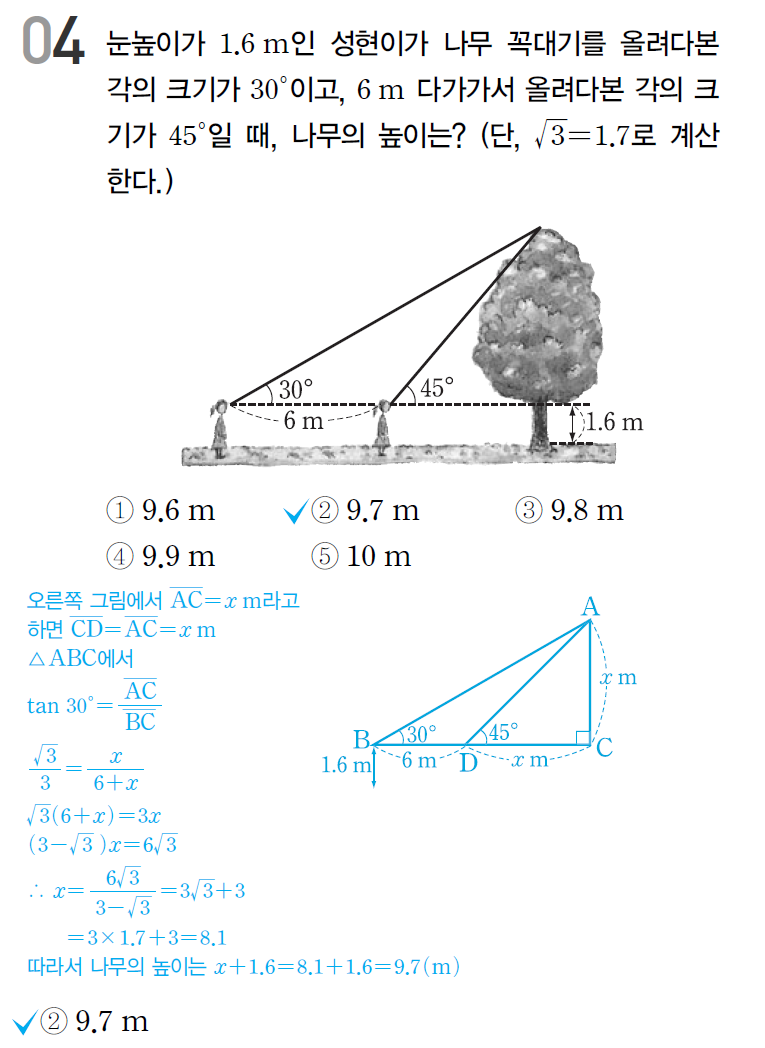 04
눈높이가 1.6 m인 성현이가 나무 꼭대기를 올려다본
각의 크기가 30°이고, 6 m 다가가서 올려다본 각의 크
기가 45°일 때, 나무의 높이는? (단, √3=1.7로 계산
한다.)
30° 45°
6 m 1.6 m
① 9.6 m ✓② 9.7 m ③ 9.8 m
④ 9.9 m ⑤ 10 m
오른쪽 그림에서 A̅C̅=x m라고
하면 C̅D̅=A̅C̅=x m
△ABC에서
tan 30°=A̅C̅/B̅C̅
√3/3=x/(6+x)
√3(6+x)=3x
(3-√3 )x=6√3
∴ x=6√3/(3-√3)=3√3+3
=3×1.7+3=8.1
따라서 나무의 높이는 x+1.6=8.1+1.6=9.7(m)
A
x m
B 30° 45° C
1.6 m 6 m D x m
✓② 9.7 m